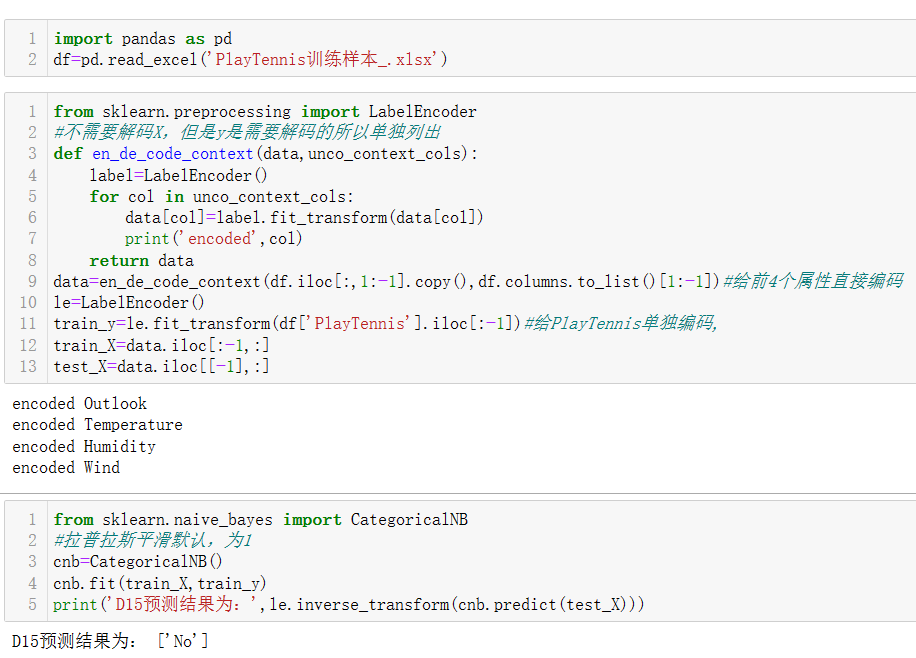 1 import pandas as pd
2 df=pd.read_excel('PlayTennis训练样本_.xlsx')
1 from sklearn.preprocessing import LabelEncoder
2 #不需要解码X，但是y是需要解码的所以单独列出
3 def en_de_code_context(data,unco_context_cols):
4     label=LabelEncoder()
5     for col in unco_context_cols:
6         data[col]=label.fit_transform(data[col])
7         print('encoded',col)
8     return data
9 data=en_de_code_context(df.iloc[:,1:-1].copy(),df.columns.to_list()[1:-1])#给前4个属性直接编码
10 le=LabelEncoder()
11 train_y=le.fit_transform(df['PlayTennis'].iloc[:-1])#给PlayTennis单独编码,
12 train_X=data.iloc[:-1,:]
13 test_X=data.iloc[[-1],:]
encoded Outlook
encoded Temperature
encoded Humidity
encoded Wind
1 from sklearn.naive_bayes import CategoricalNB
2 #拉普拉斯平滑默认，为1
3 cnb=CategoricalNB()
4 cnb.fit(train_X,train_y)
5 print('D15预测结果为：',le.inverse_transform(cnb.predict(test_X)))
D15预测结果为： ['No']